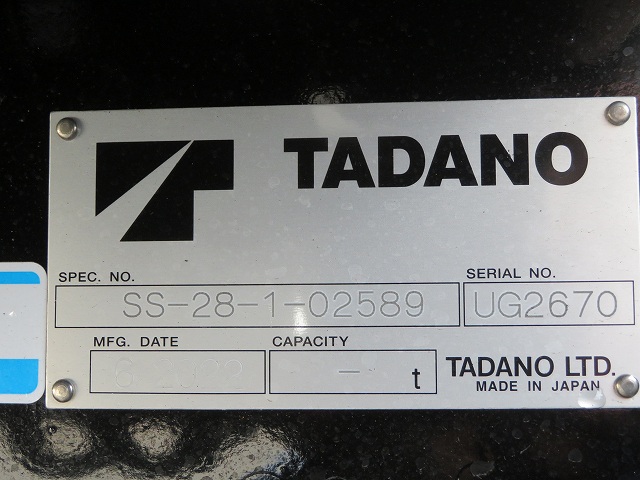 TADANO
SPEC. NO.
SS-28-1-02589
SERIAL NO.
UG2670
MFG. DATE
CAPACITY
- t
TADANO LTD.
MADE IN JAPAN